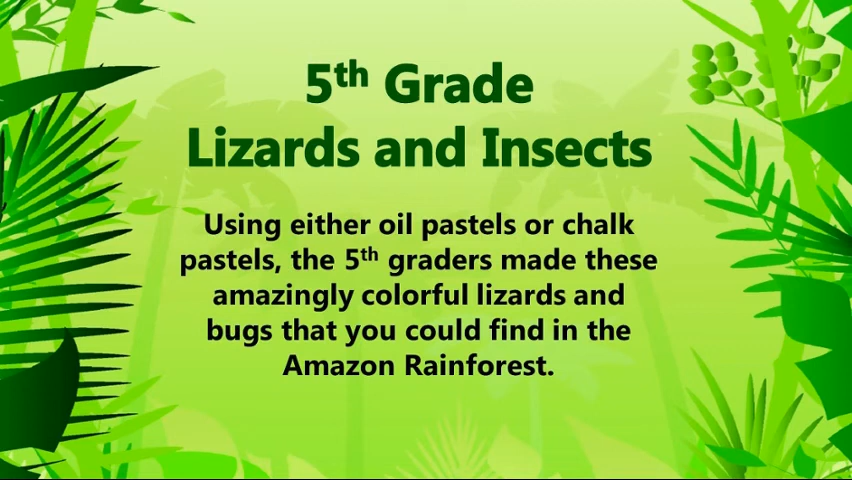 5th Grade
Lizards and Insects
Using either oil pastels or chalk
pastels, the 5th graders made these
amazingly colorful lizards and
bugs that you could find in the
Amazon Rainforest.